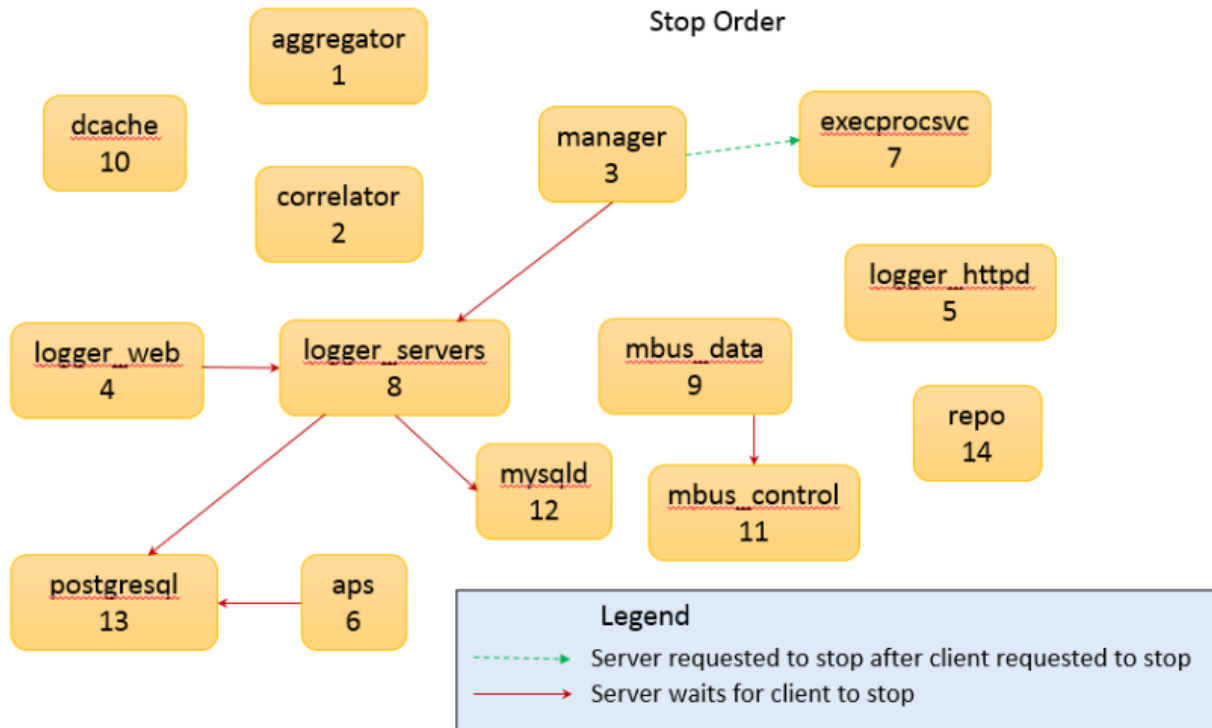 Stop Order
aggregator
1
dcache
10
manager
3
execprocsvc
7
correlator
2
logger_httpd
5
logger_web
4
logger_servers
8
mbus_data
9
repo
14
mysqld
12
mbus_control
11
postgresql
13
aps
6
Legend
Server requested to stop after client requested to stop
Server waits for client to stop